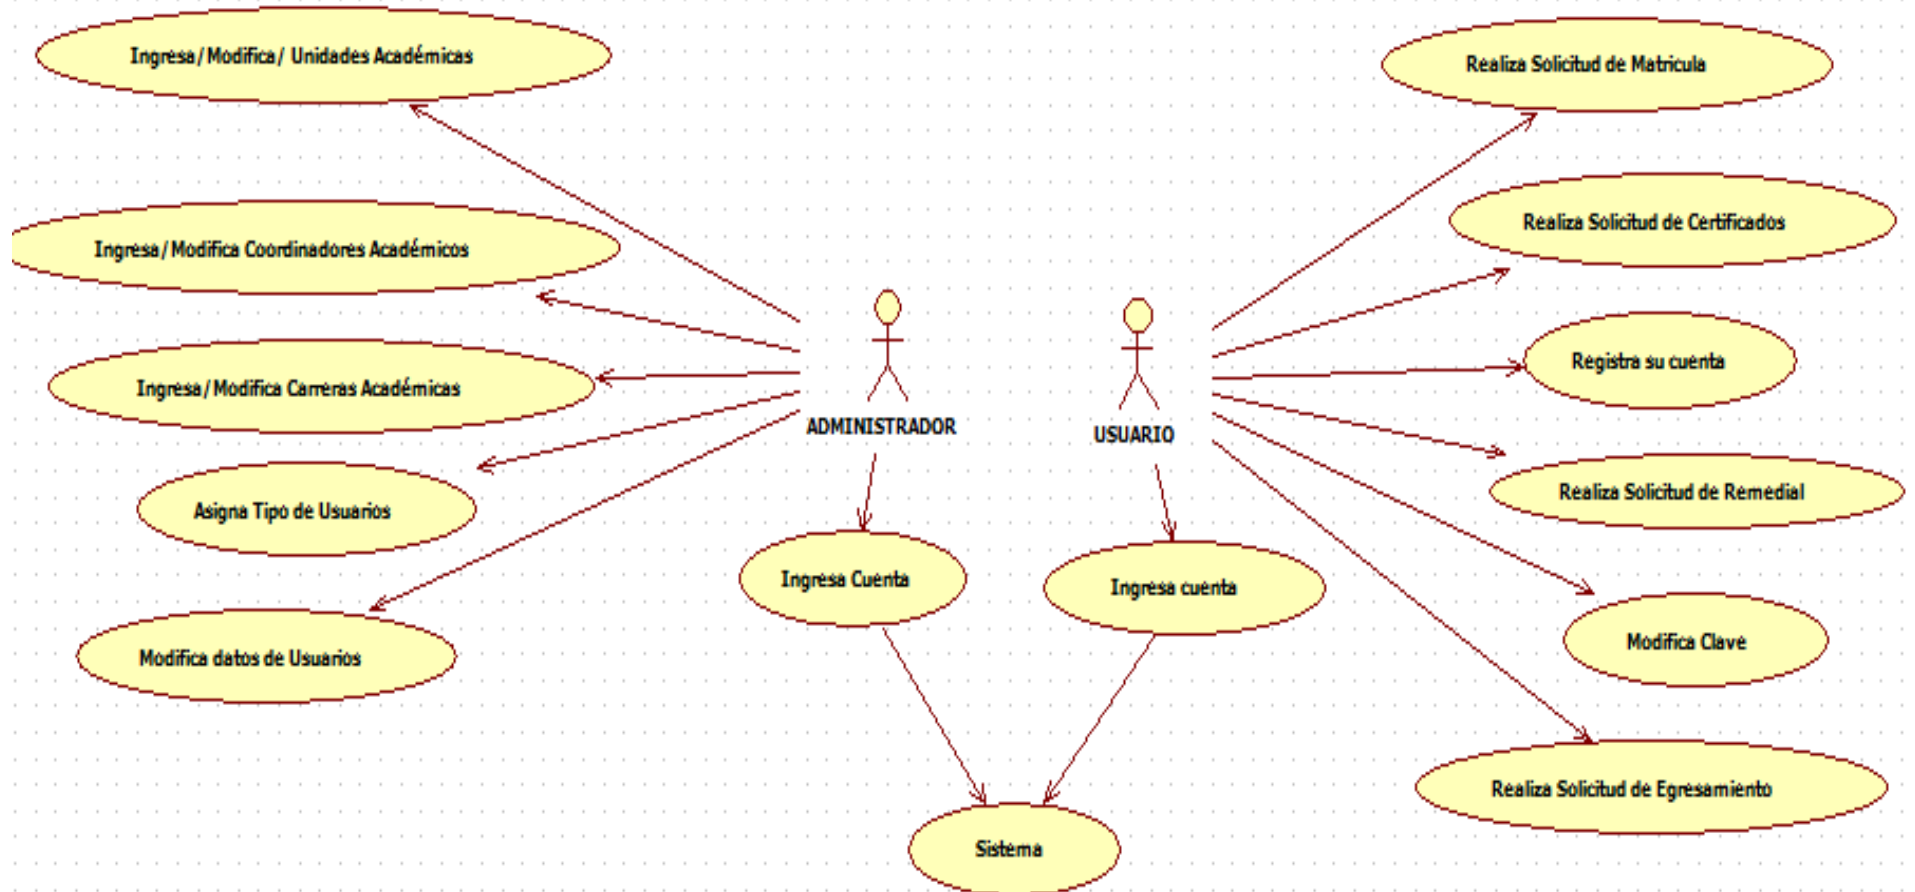 Ingresa/Modifica/ Unidades Académicas
Realiza Solicitud de Matricula
Ingresa/Modifica Coordinadores Académicos
Realiza Solicitud de Certificados
Ingresa/Modifica Carreras Académicas
Registra su cuenta
ADMINISTRADOR
USUARIO
Asigna Tipo de Usuarios
Realiza Solicitud de Remedial
Ingresa Cuenta
Ingresa cuenta
Modifica datos de Usuarios
Modifica Clave
Realiza Solicitud de Egresamiento
Sistema